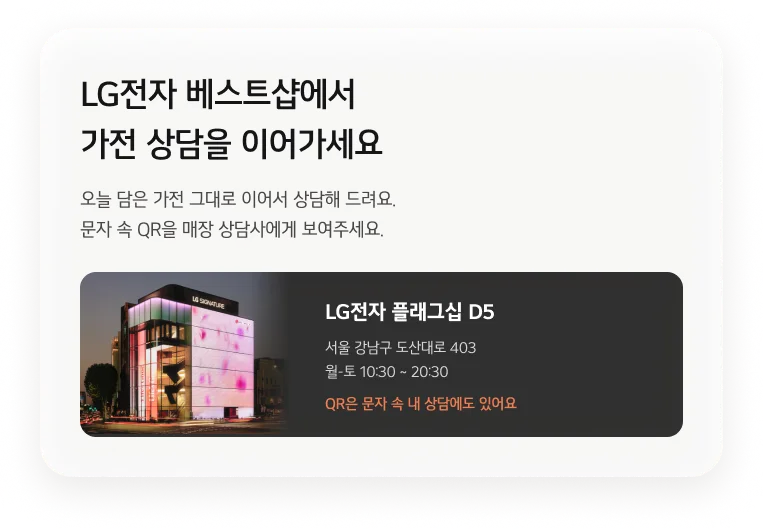 LG전자 베스트샵에서
가전 상담을 이어가세요
오늘 담은 가전 그대로 이어서 상담해 드려요.
문자 속 QR을 매장 상담사에게 보여주세요.
LG SIGNATURE
LG전자 플래그십 D5
서울 강남구 도산대로 403
월-토 10:30 ~ 20:30
QR은 문자 속 내 상담에도 있어요